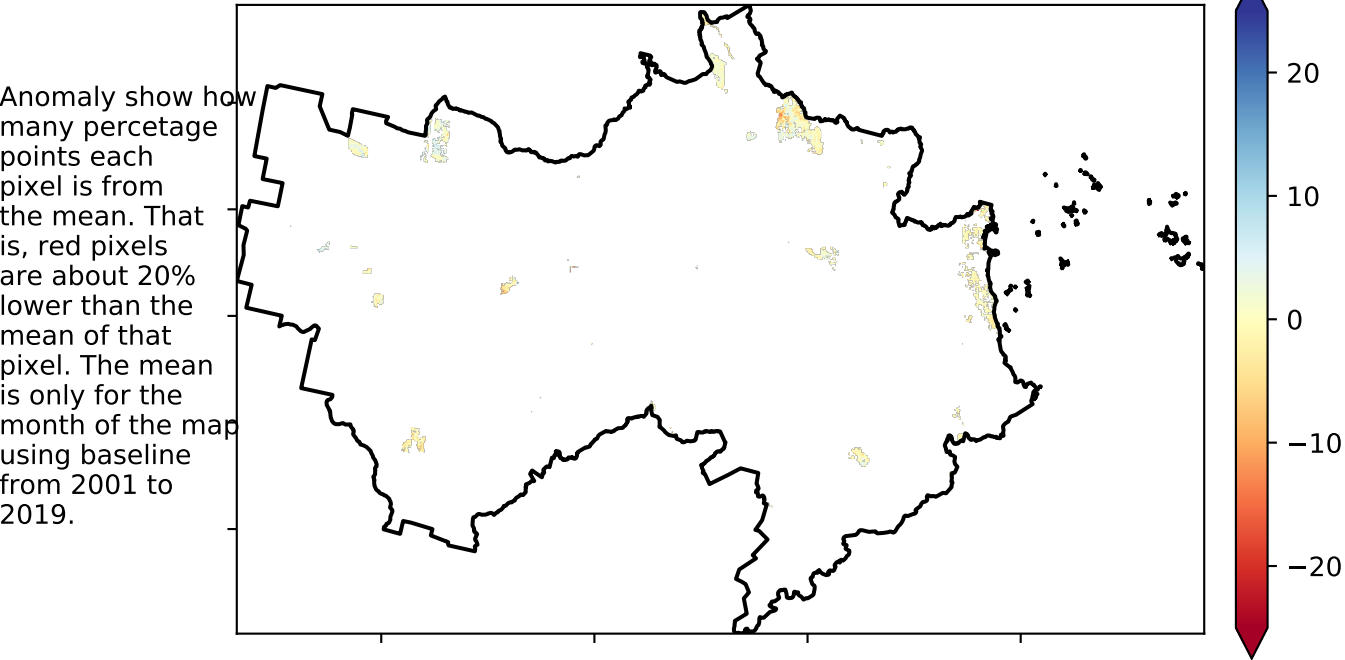 Anomaly show how
many percetage
points each
pixel is from
the mean. That
is, red pixels
are about 20%
lower than the
mean of that
pixel. The mean
is only for the
month of the map
using baseline
from 2001 to
2019.
20
10
0
−10
−20